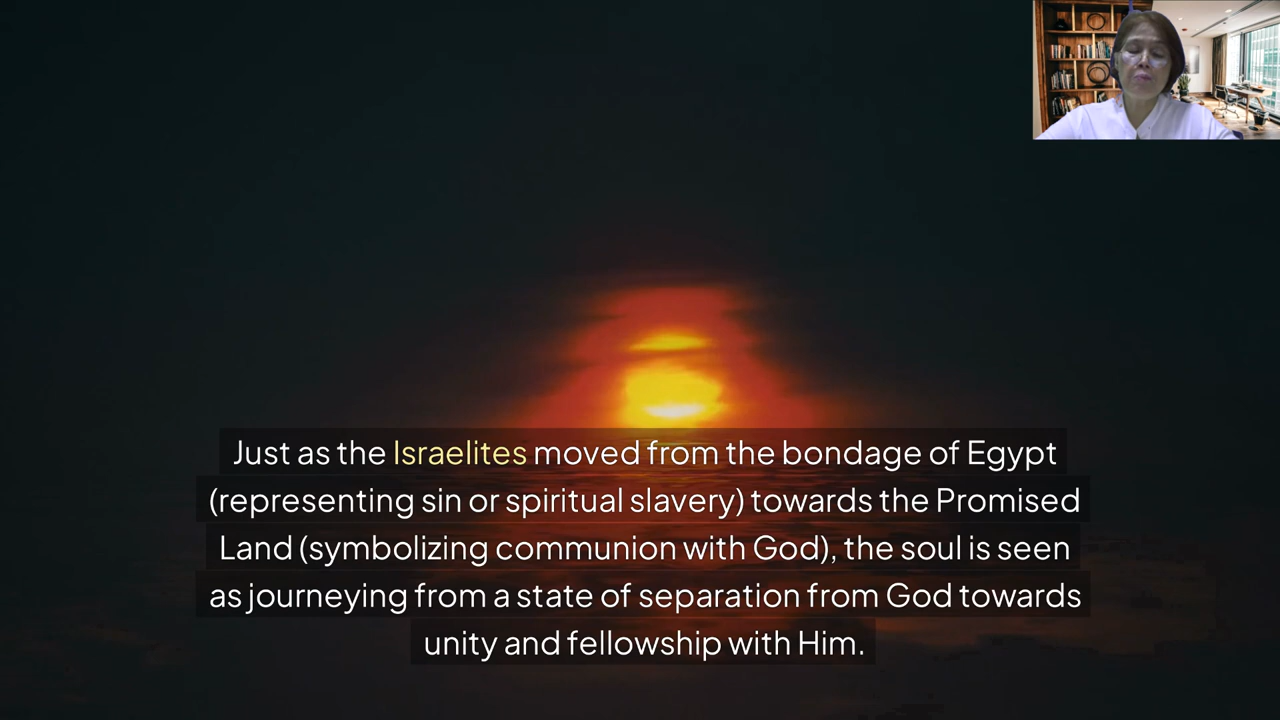 Just as the Israelites moved from the bondage of Egypt
(representing sin or spiritual slavery) towards the Promised
Land (symbolizing communion with God), the soul is seen
as journeying from a state of separation from God towards
unity and fellowship with Him.